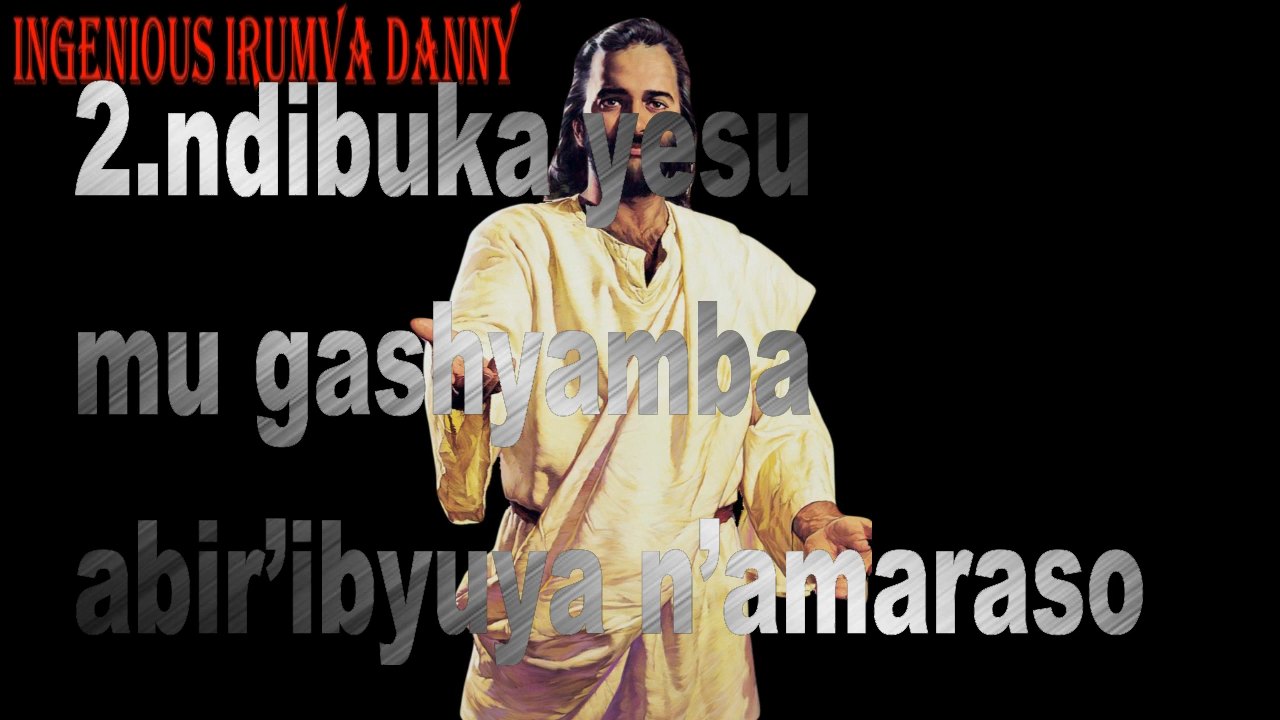 INGENIOUS IRUMVA DANNY
2.ndibuka yesu
mu gashyamba
abir’ibyuya n’amaraso